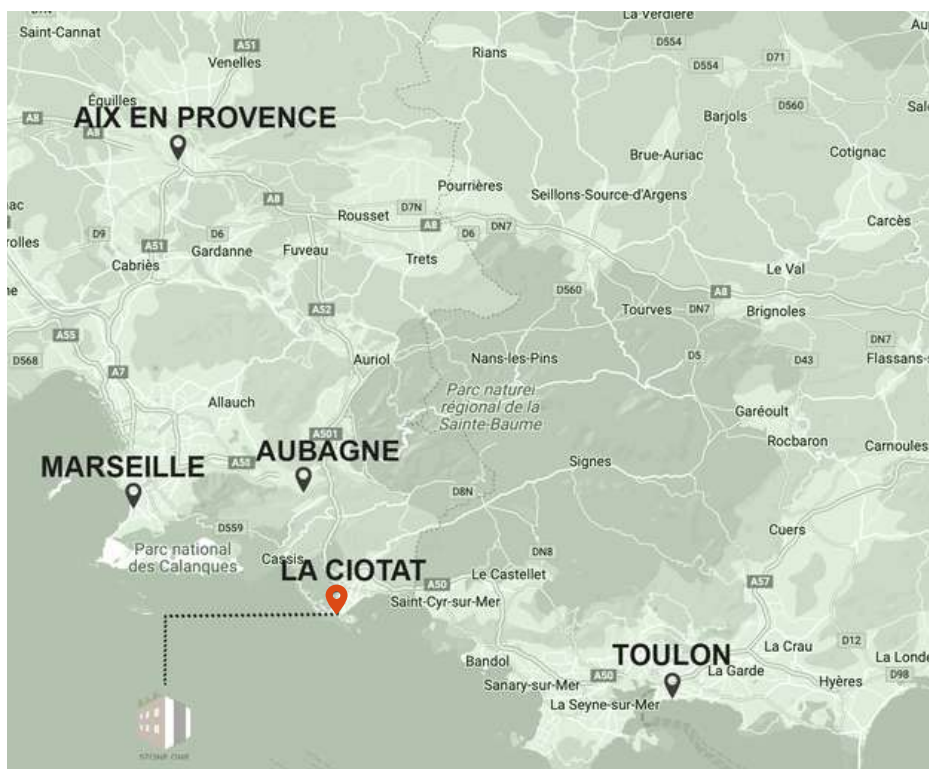 La Verdière
Saint-Cannat
A51
D554
Rians
D71
Venelles
D554
Éguilles
D560
A8
AIX EN PROVENCE
Barjols
A8
Brue-Auriac
Cotignac
Pourrières
Seillons-Source-d'Argens
A8
D7N
Rousset
A8
DN7
Carcès
D9
D6
D6
A51
Gardanne
Fuveau
Trets
Cabriès
Le Val
D560
A8
A52
Tourves
DN7
Brignoles
A55
DN7
D568
Auriol
Nans-les-Pins
D5
D43
A7
Parc naturel
régional de la
Sainte-Baume
Allauch
Garéoult
A501
Rocbaron
Carnoules
AUBAGNE
MARSEILLE
A50
Signes
D8N
D559
Cuers
Parc national
des Calanques
Cassis
DN8
LA CIOTAT
Le Castellet
A50
A57
Saint-Cyr-sur-Mer
D12
TOULON
La Crau
Bandol
La Garde
A50
D98
Sanary-sur-Mer
Hyères
La Seyne-sur-Mer
STONE ONE